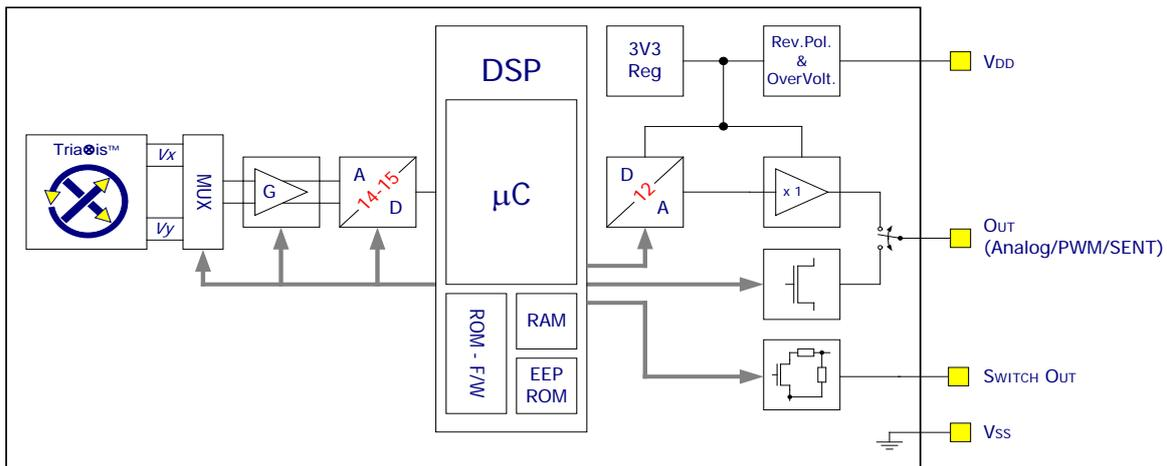 Tria⊗is™
Vx
Vy
MUX
G
A
14-15
D
DSP
µC
ROM - F/W
RAM
EEP
ROM
3V3
Reg
Rev.Pol.
&
OverVolt.
D
12
A
x 1
VDD
OUT
(Analog/PWM/SENT)
SWITCH OUT
VSS